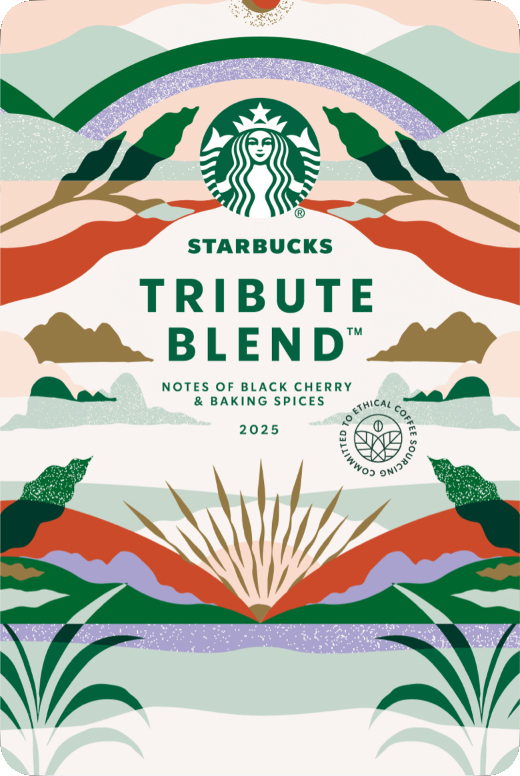 ®
STARBUCKS
TRIBUTE
BLEND™
NOTES OF BLACK CHERRY
& BAKING SPICES
2025
COMMITTED TO ETHICAL COFFEE SOURCING